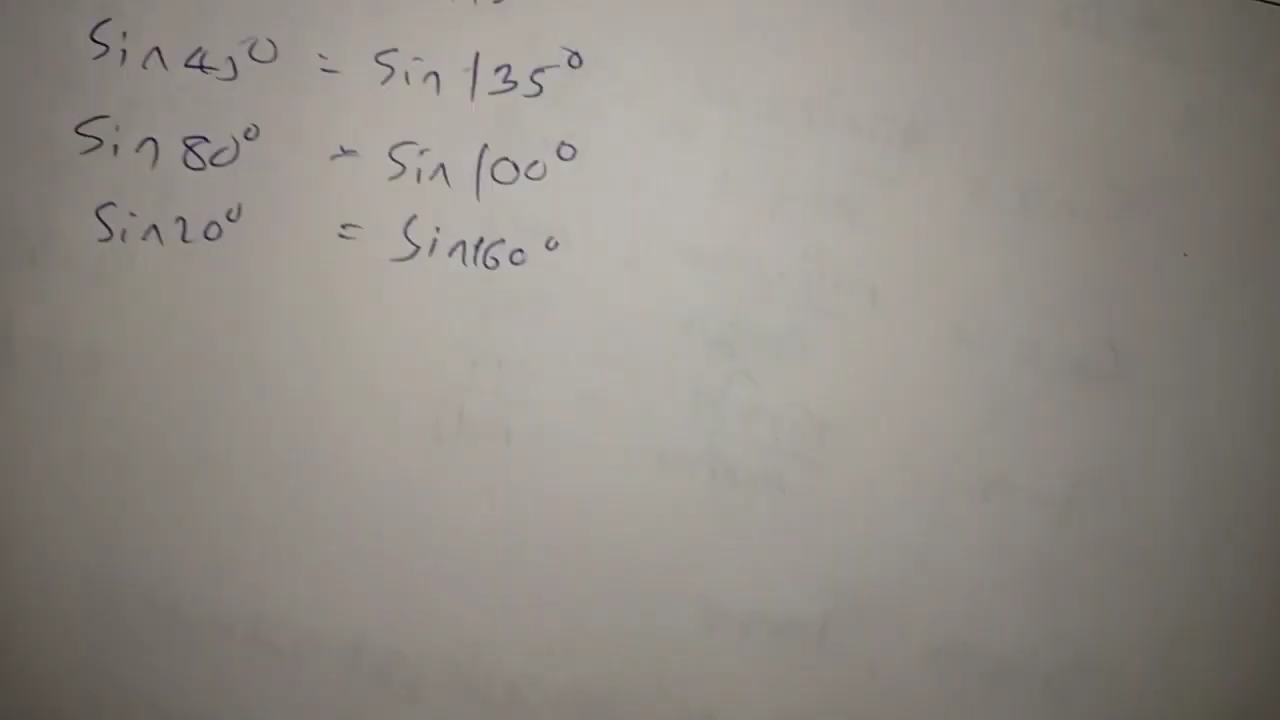 Sin 45° = Sin 135°
Sin 80° = Sin 100°
Sin 20° = Sin 160°